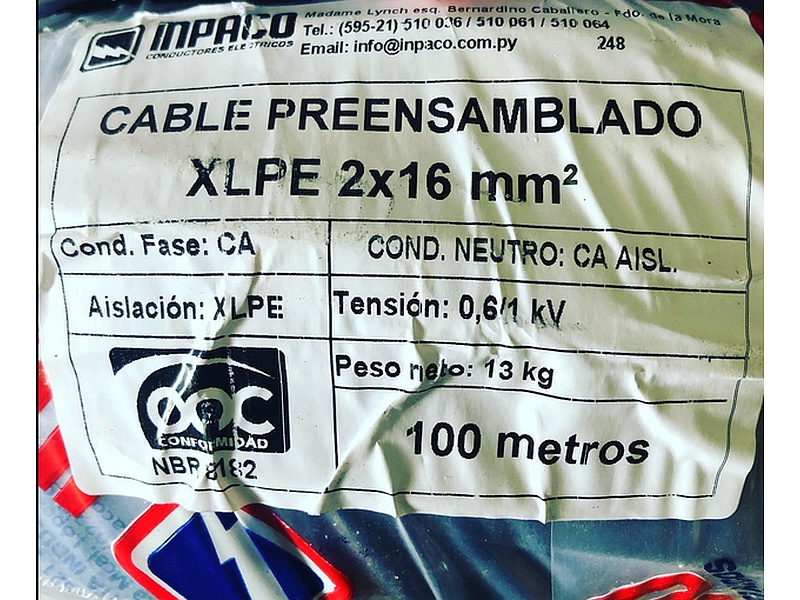 INPACO
CONDUCTORES ELECTRICOS
Madame Lynch esq. Bernardino Caballero - Fdo. de la Mora
Tel.: (595-21) 510 036 / 510 061 / 510 064
Email: info@inpaco.com.py 248
CABLE PREENSAMBLADO
XLPE 2x16 mm²
Cond. Fase: CA COND. NEUTRO: CA AISL.
Aislación: XLPE Tensión: 0,6/1 kV
Peso neto: 13 kg
OQC
CONFORMIDAD
NBR 8182
100 metros